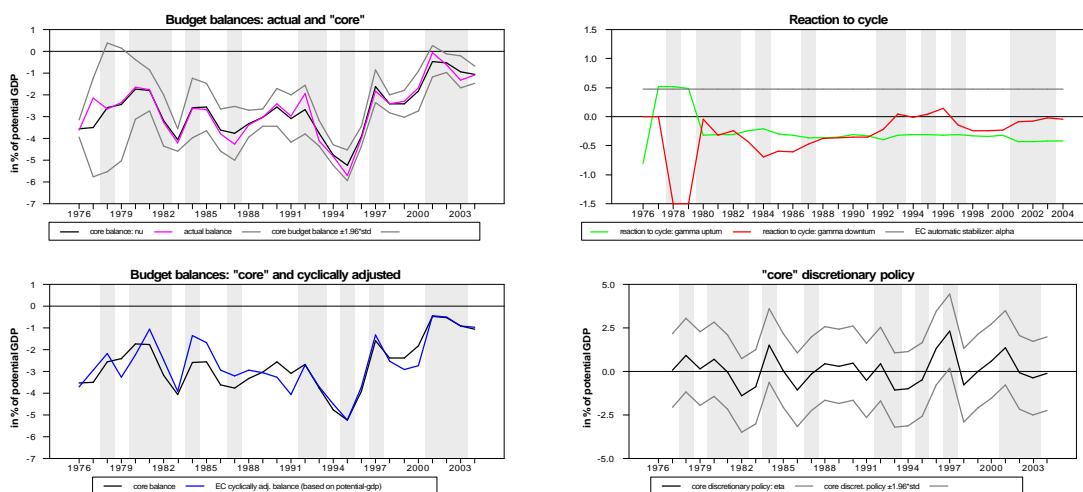 Budget balances: actual and "core"
in % of potential GDP
1
0
-1
-2
-3
-4
-5
-6
-7
1976 1979 1982 1985 1988 1991 1994 1997 2000 2003
core balance: nu actual balance core budget balance ±1.96*std
Reaction to cycle
1.5
1.0
0.5
0.0
-0.5
-1.0
-1.5
1976 1978 1980 1982 1984 1986 1988 1990 1992 1994 1996 1998 2000 2002 2004
reaction to cycle: gamma upturn reaction to cycle: gamma downturn EC automatic stabilizer: alpha
Budget balances: "core" and cyclically adjusted
in % of potential GDP
1
0
-1
-2
-3
-4
-5
-6
-7
1976 1979 1982 1985 1988 1991 1994 1997 2000 2003
core balance EC cyclically adj. balance (based on potential-gdp)
"core" discretionary policy
in % of potential GDP
5.0
2.5
0.0
-2.5
-5.0
1976 1979 1982 1985 1988 1991 1994 1997 2000 2003
core discretionary policy: eta core discret. policy ±1.96*std